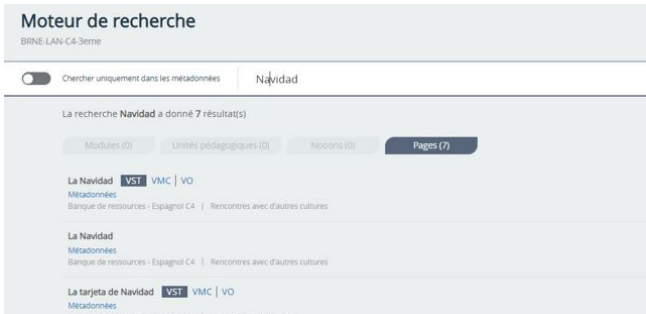 Moteur de recherche
BRNE-LAN-C4-3eme
Chercher uniquement dans les métadonnées Navidad
La recherche Navidad a donné 7 résultat(s)
Modules (0) Unités pédagogiques (0) Notions (0) Pages (7)
La Navidad VST VMC | VO
Métadonnées
Banque de ressources - Espagnol C4 | Rencontres avec d'autres cultures
La Navidad
Métadonnées
Banque de ressources - Espagnol C4 | Rencontres avec d'autres cultures
La tarjeta de Navidad VST VMC | VO
Métadonnées